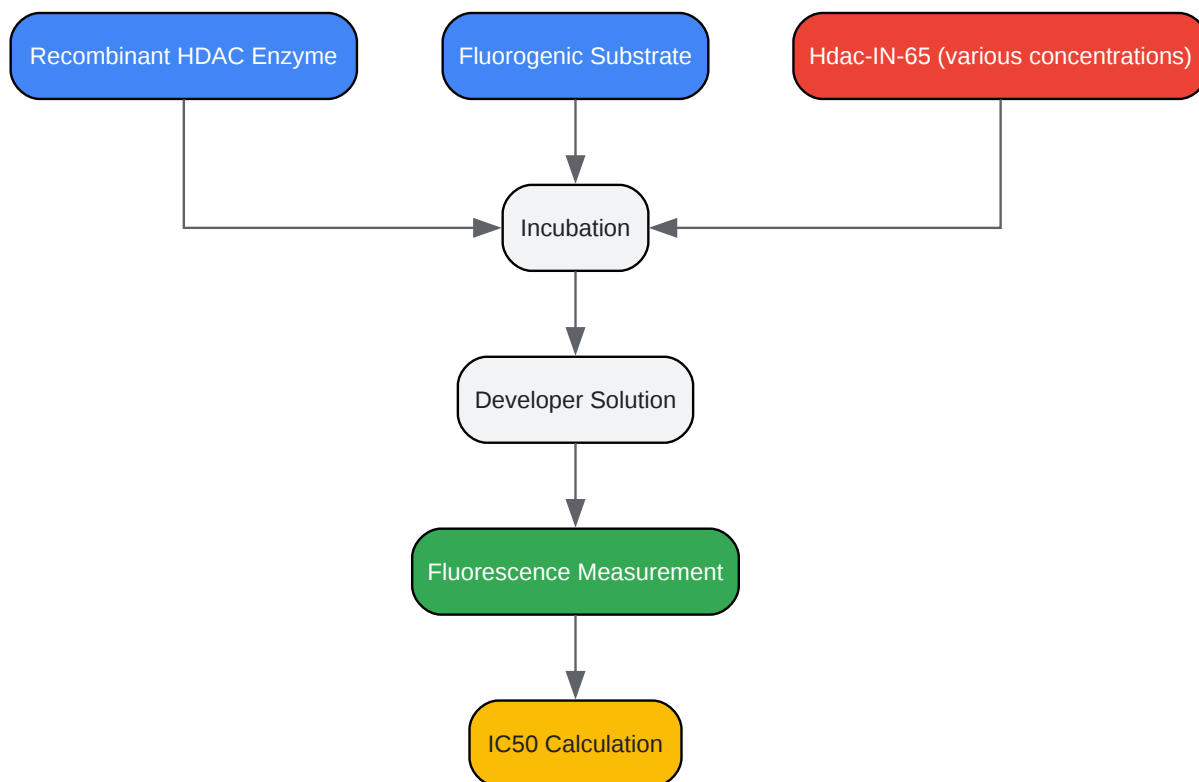 Recombinant HDAC Enzyme
Fluorogenic Substrate
Hdac-IN-65 (various concentrations)
Incubation
Developer Solution
Fluorescence Measurement
IC50 Calculation